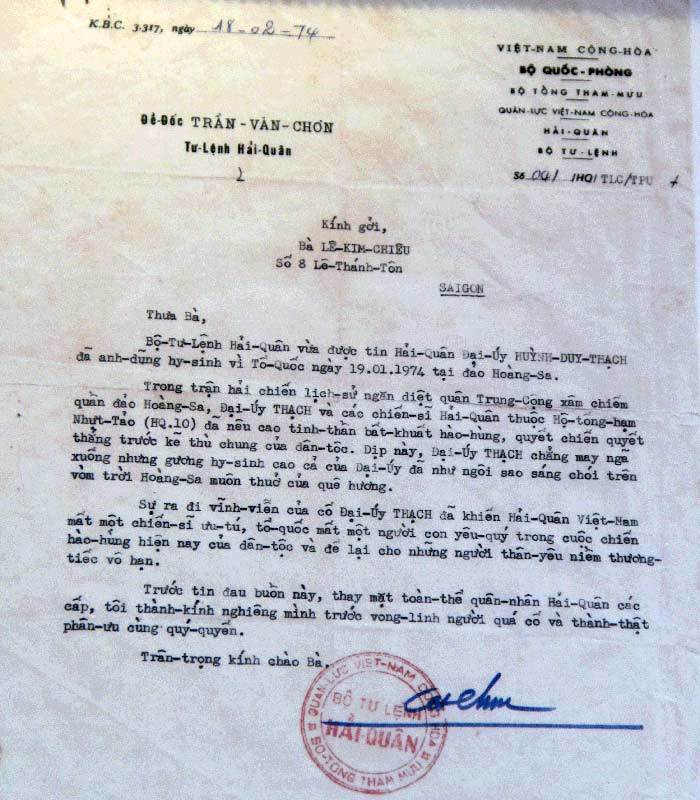 K.B.C. 3.317, ngày 18-02-74
VIỆT-NAM CỘNG-HÒA
BỘ QUỐC-PHÒNG
BỘ TỔNG THAM-MƯU
QUÂN-LỰC VIỆT-NAM CỘNG-HÒA
HẢI-QUÂN
BỘ TƯ-LỆNH
Số 041 /HQ/TLC/TPU
Đề-Đốc TRẦN-VĂN-CHƠN
Tư-Lệnh Hải-Quân
Kính gởi,
Bà LÊ-KIM-CHIÊU
Số 8 Lê-Thánh-Tôn
SAIGON
Thưa Bà,
Bộ-Tư-Lệnh Hải-Quân vừa được tin Hải-Quân Đại-Úy HUỲNH-DUY-THẠCH
đã anh-dũng hy-sinh vì Tổ-Quốc ngày 19.01.1974 tại đảo Hoàng-Sa.
Trong trận hải chiến lịch-sử ngăn diệt quân Trung-Cộng xâm chiếm
quần đảo Hoàng-Sa, Đại-Úy THẠCH và các chiến-sĩ Hải-Quân thuộc Hộ-tống-hạm
Nhựt-Tảo (HQ.10) đã nêu cao tinh-thần bất-khuất hào-hùng, quyết chiến quyết
thắng trước kẻ thù chung của dân-tộc. Dịp này, Đại-Úy THẠCH chẳng may ngã
xuống nhưng gương hy-sinh cao cả của Đại-Úy đã như ngôi sao sáng chói trên
vòm trời Hoàng-Sa muôn thuở của quê hương.
Sự ra đi vĩnh-viễn của cố Đại-Úy THẠCH đã khiến Hải-Quân Việt-Nam
mất một chiến-sĩ ưu-tú, tổ-quốc mất một người con yêu-quý trong cuộc chiến
hào-hùng hiện nay của dân-tộc và để lại cho những người thân-yêu niềm thương-
tiếc vô hạn.
Trước tin đau buồn này, thay mặt toàn-thể quân-nhân Hải-Quân các
cấp, tôi thành-kính nghiêng mình trước vong-linh người quá cố và thành-thật
phân-ưu cùng quý-quyến.
Trân-trọng kính chào Bà.
QUÂN-LỰC VIỆT-NAM CỘNG HÒA
BỘ TƯ LỆNH
HẢI-QUÂN
BỘ-TỔNG THAM MƯU